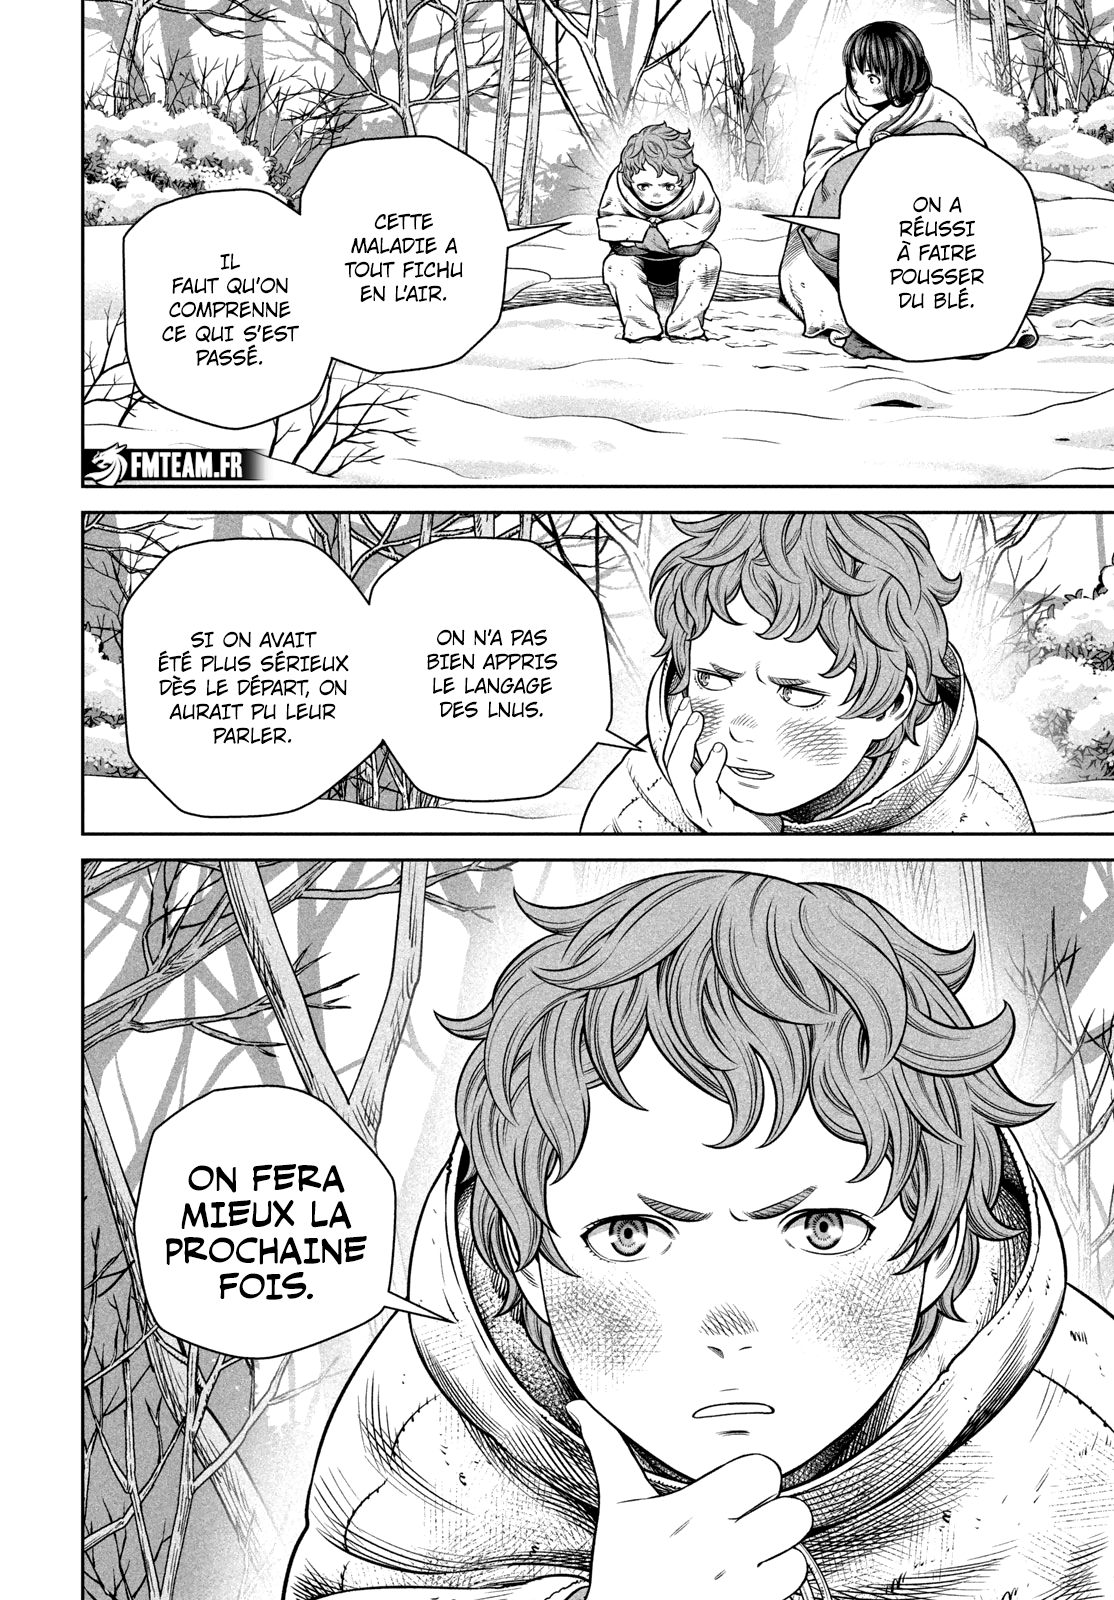 ON A
RÉUSSI
À FAIRE
POUSSER
DU BLÉ.
CETTE
MALADIE A
TOUT FICHU
EN L'AIR.
IL
FAUT QU'ON
COMPRENNE
CE QUI S'EST
PASSÉ.
FMTEAM.FR
ON N'A PAS
BIEN APPRIS
LE LANGAGE
DES LNUS.
SI ON AVAIT
ÉTÉ PLUS SÉRIEUX
DÈS LE DÉPART, ON
AURAIT PU LEUR
PARLER.
ON FERA
MIEUX LA
PROCHAINE
FOIS.